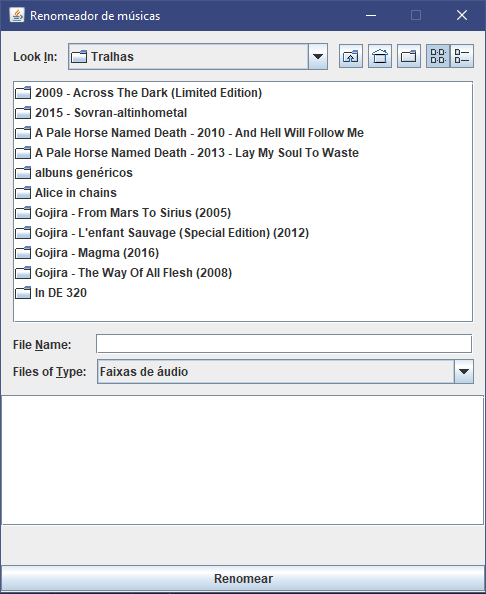 Renomeador de músicas
Look In: Tralhas
2009 - Across The Dark (Limited Edition)
2015 - Sovran-altinhometal
A Pale Horse Named Death - 2010 - And Hell Will Follow Me
A Pale Horse Named Death - 2013 - Lay My Soul To Waste
albuns genéricos
Alice in chains
Gojira - From Mars To Sirius (2005)
Gojira - L'enfant Sauvage (Special Edition) (2012)
Gojira - Magma (2016)
Gojira - The Way Of All Flesh (2008)
In DE 320
File Name:
Files of Type: Faixas de áudio
Renomear